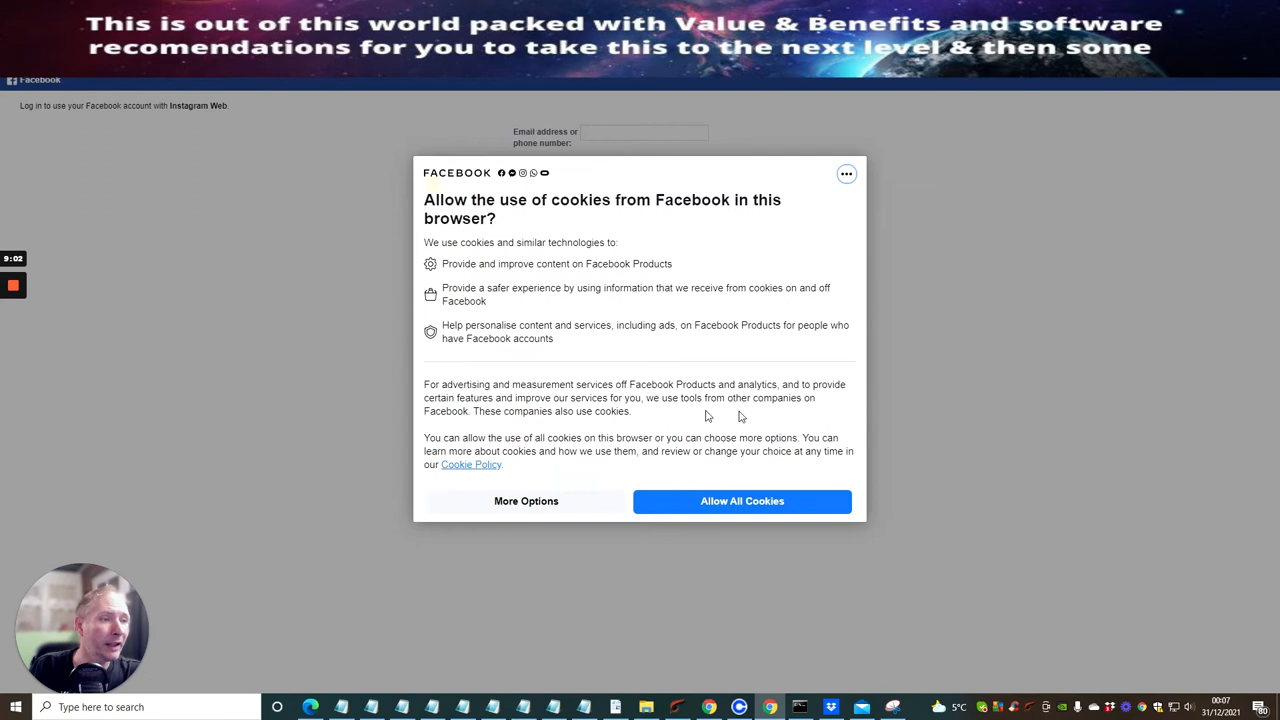 This is out of this world packed with Value & Benefits and software
recomendations for you to take this to the next level & then some
Facebook
Log in to use your Facebook account with Instagram Web.
Email address or
phone number:
FACEBOOK
Allow the use of cookies from Facebook in this
browser?
We use cookies and similar technologies to:
Provide and improve content on Facebook Products
Provide a safer experience by using information that we receive from cookies on and off
Facebook
Help personalise content and services, including ads, on Facebook Products for people who
have Facebook accounts
For advertising and measurement services off Facebook Products and analytics, and to provide
certain features and improve our services for you, we use tools from other companies on
Facebook. These companies also use cookies.
You can allow the use of all cookies on this browser or you can choose more options. You can
learn more about cookies and how we use them, and review or change your choice at any time in
our Cookie Policy.
More Options
Allow All Cookies
9:02
Type here to search
5°C
00:07
31/12/2021
80